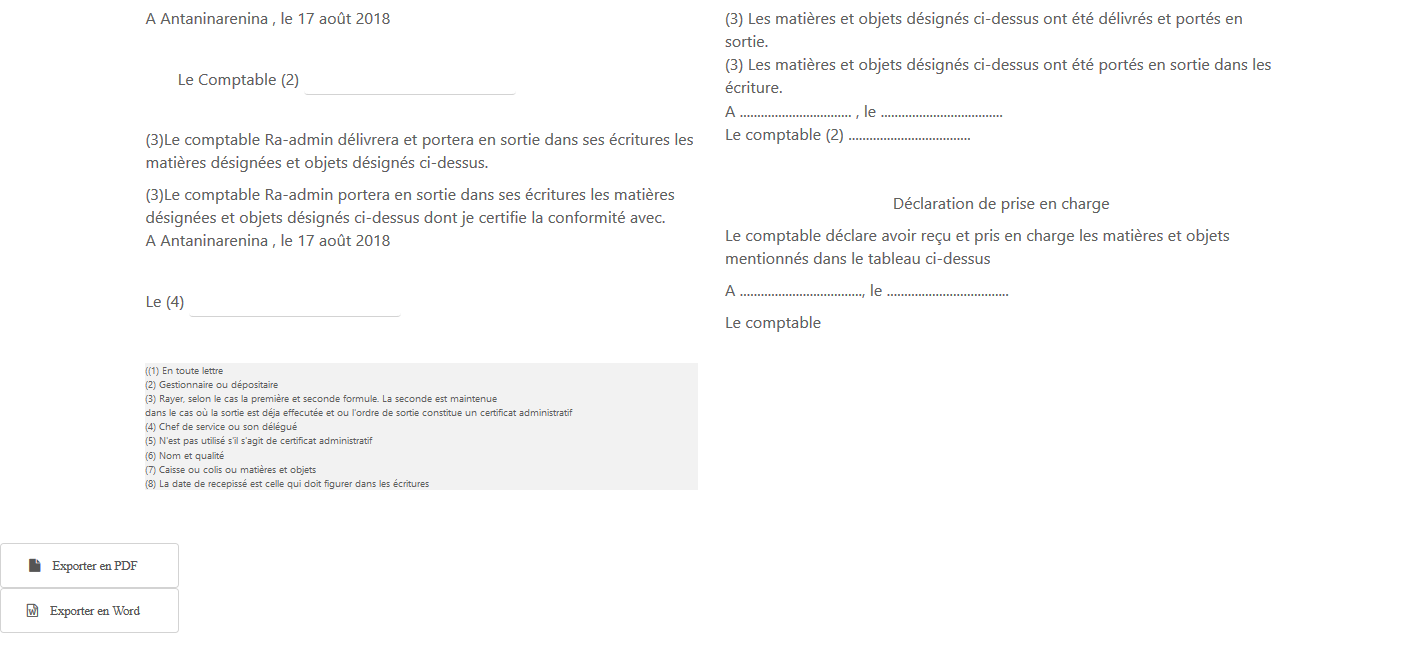 A Antaninarenina , le 17 août 2018
Le Comptable (2)
(3)Le comptable Ra-admin délivrera et portera en sortie dans ses écritures les
matières désignées et objets désignés ci-dessus.
(3)Le comptable Ra-admin portera en sortie dans ses écritures les matières
désignées et objets désignés ci-dessus dont je certifie la conformité avec.
A Antaninarenina , le 17 août 2018
Le (4)
((1) En toute lettre
(2) Gestionnaire ou dépositaire
(3) Rayer, selon le cas la première et seconde formule. La seconde est maintenue
dans le cas où la sortie est déja effecutée et ou l'ordre de sortie constitue un certificat administratif
(4) Chef de service ou son délégué
(5) N'est pas utilisé s'il s'agit de certificat administratif
(6) Nom et qualité
(7) Caisse ou colis ou matières et objets
(8) La date de recepissé est celle qui doit figurer dans les écritures
(3) Les matières et objets désignés ci-dessus ont été délivrés et portés en
sortie.
(3) Les matières et objets désignés ci-dessus ont été portés en sortie dans les
écriture.
A ................................ , le ...................................
Le comptable (2) ...................................
Déclaration de prise en charge
Le comptable déclare avoir reçu et pris en charge les matières et objets
mentionnés dans le tableau ci-dessus
A ..................................., le ...................................
Le comptable
Exporter en PDF
Exporter en Word